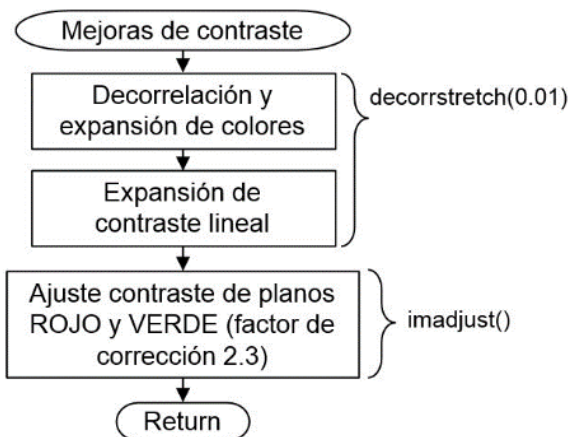 Mejoras de contraste
Decorrelación y
expansión de colores
decorrstretch(0.01)
Expansión de
contraste lineal
Ajuste contraste de planos
ROJO y VERDE (factor de
corrección 2.3)
imadjust()
Return